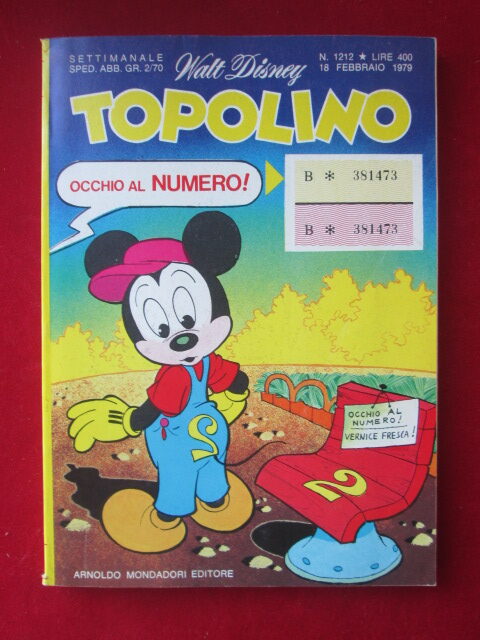 SETTIMANALE
SPED. ABB. GR. 2/70
Walt Disney
N. 1212 ★ LIRE 400
18 FEBBRAIO 1979
TOPOLINO
OCCHIO AL NUMERO!
B * 381473
B * 381473
OCCHIO AL
NUMERO!
VERNICE FRESCA!
2
2
ARNOLDO MONDADORI EDITORE